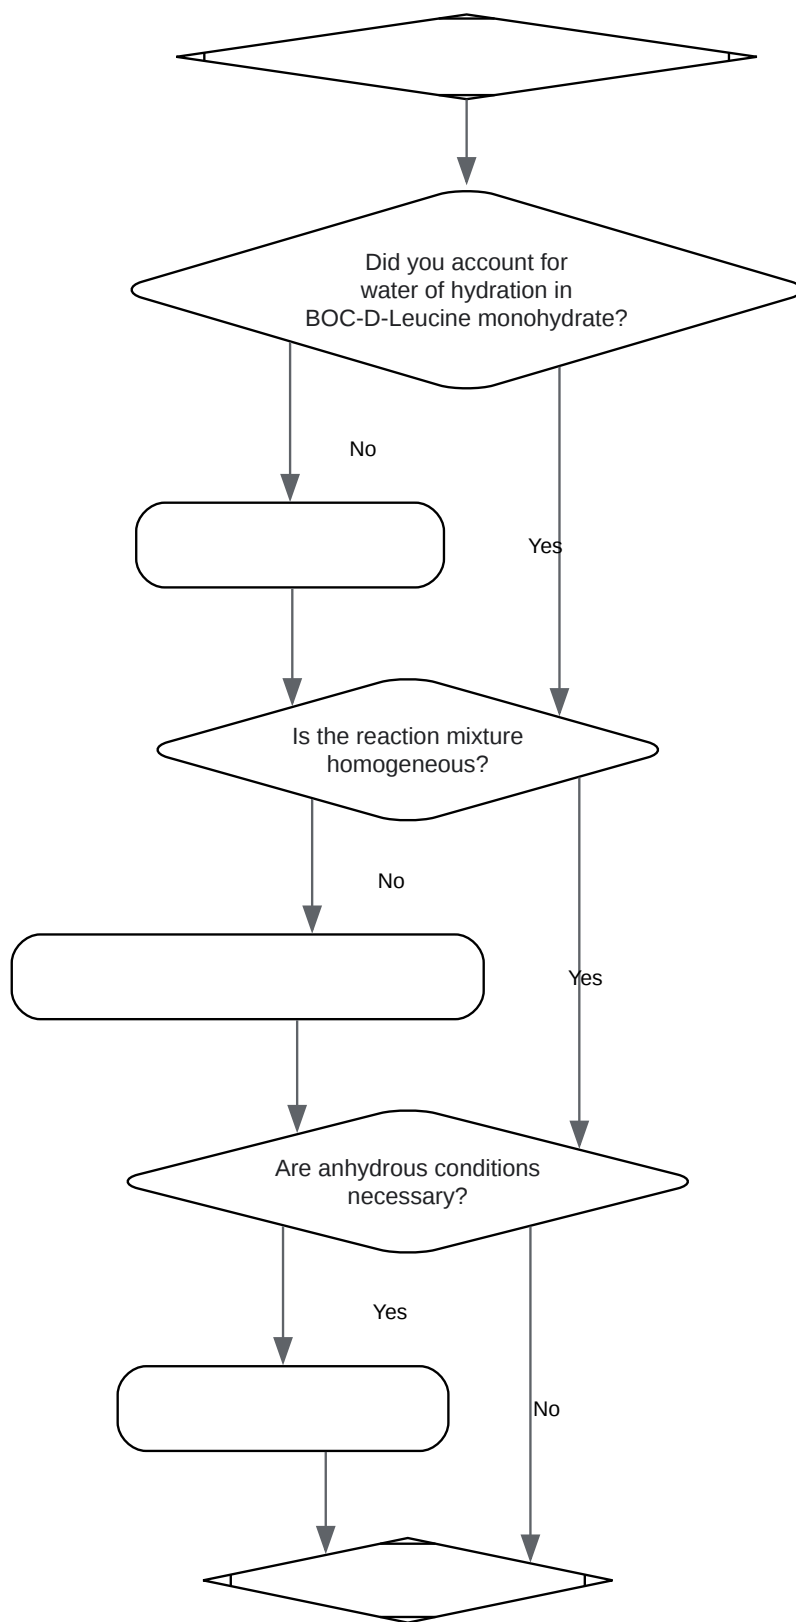 Did you account for
water of hydration in
BOC-D-Leucine monohydrate?
No
Yes
Is the reaction mixture
homogeneous?
No
Yes
Are anhydrous conditions
necessary?
Yes
No